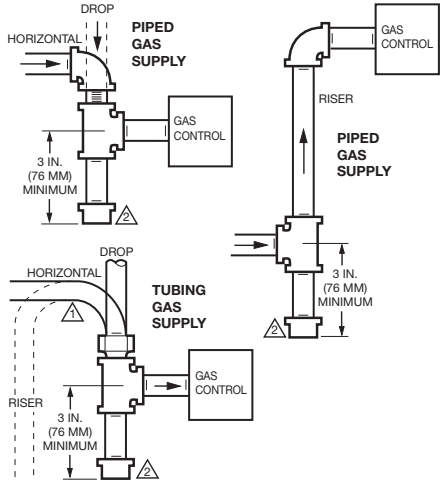 DROP
HORIZONTAL
PIPED
GAS
SUPPLY
GAS
CONTROL
3 IN.
(76 MM)
MINIMUM
2
GAS
CONTROL
RISER
PIPED
GAS
SUPPLY
3 IN.
(76 MM)
MINIMUM
2
DROP
HORIZONTAL
1
TUBING
GAS
SUPPLY
GAS
CONTROL
RISER
3 IN.
(76 MM)
MINIMUM
2